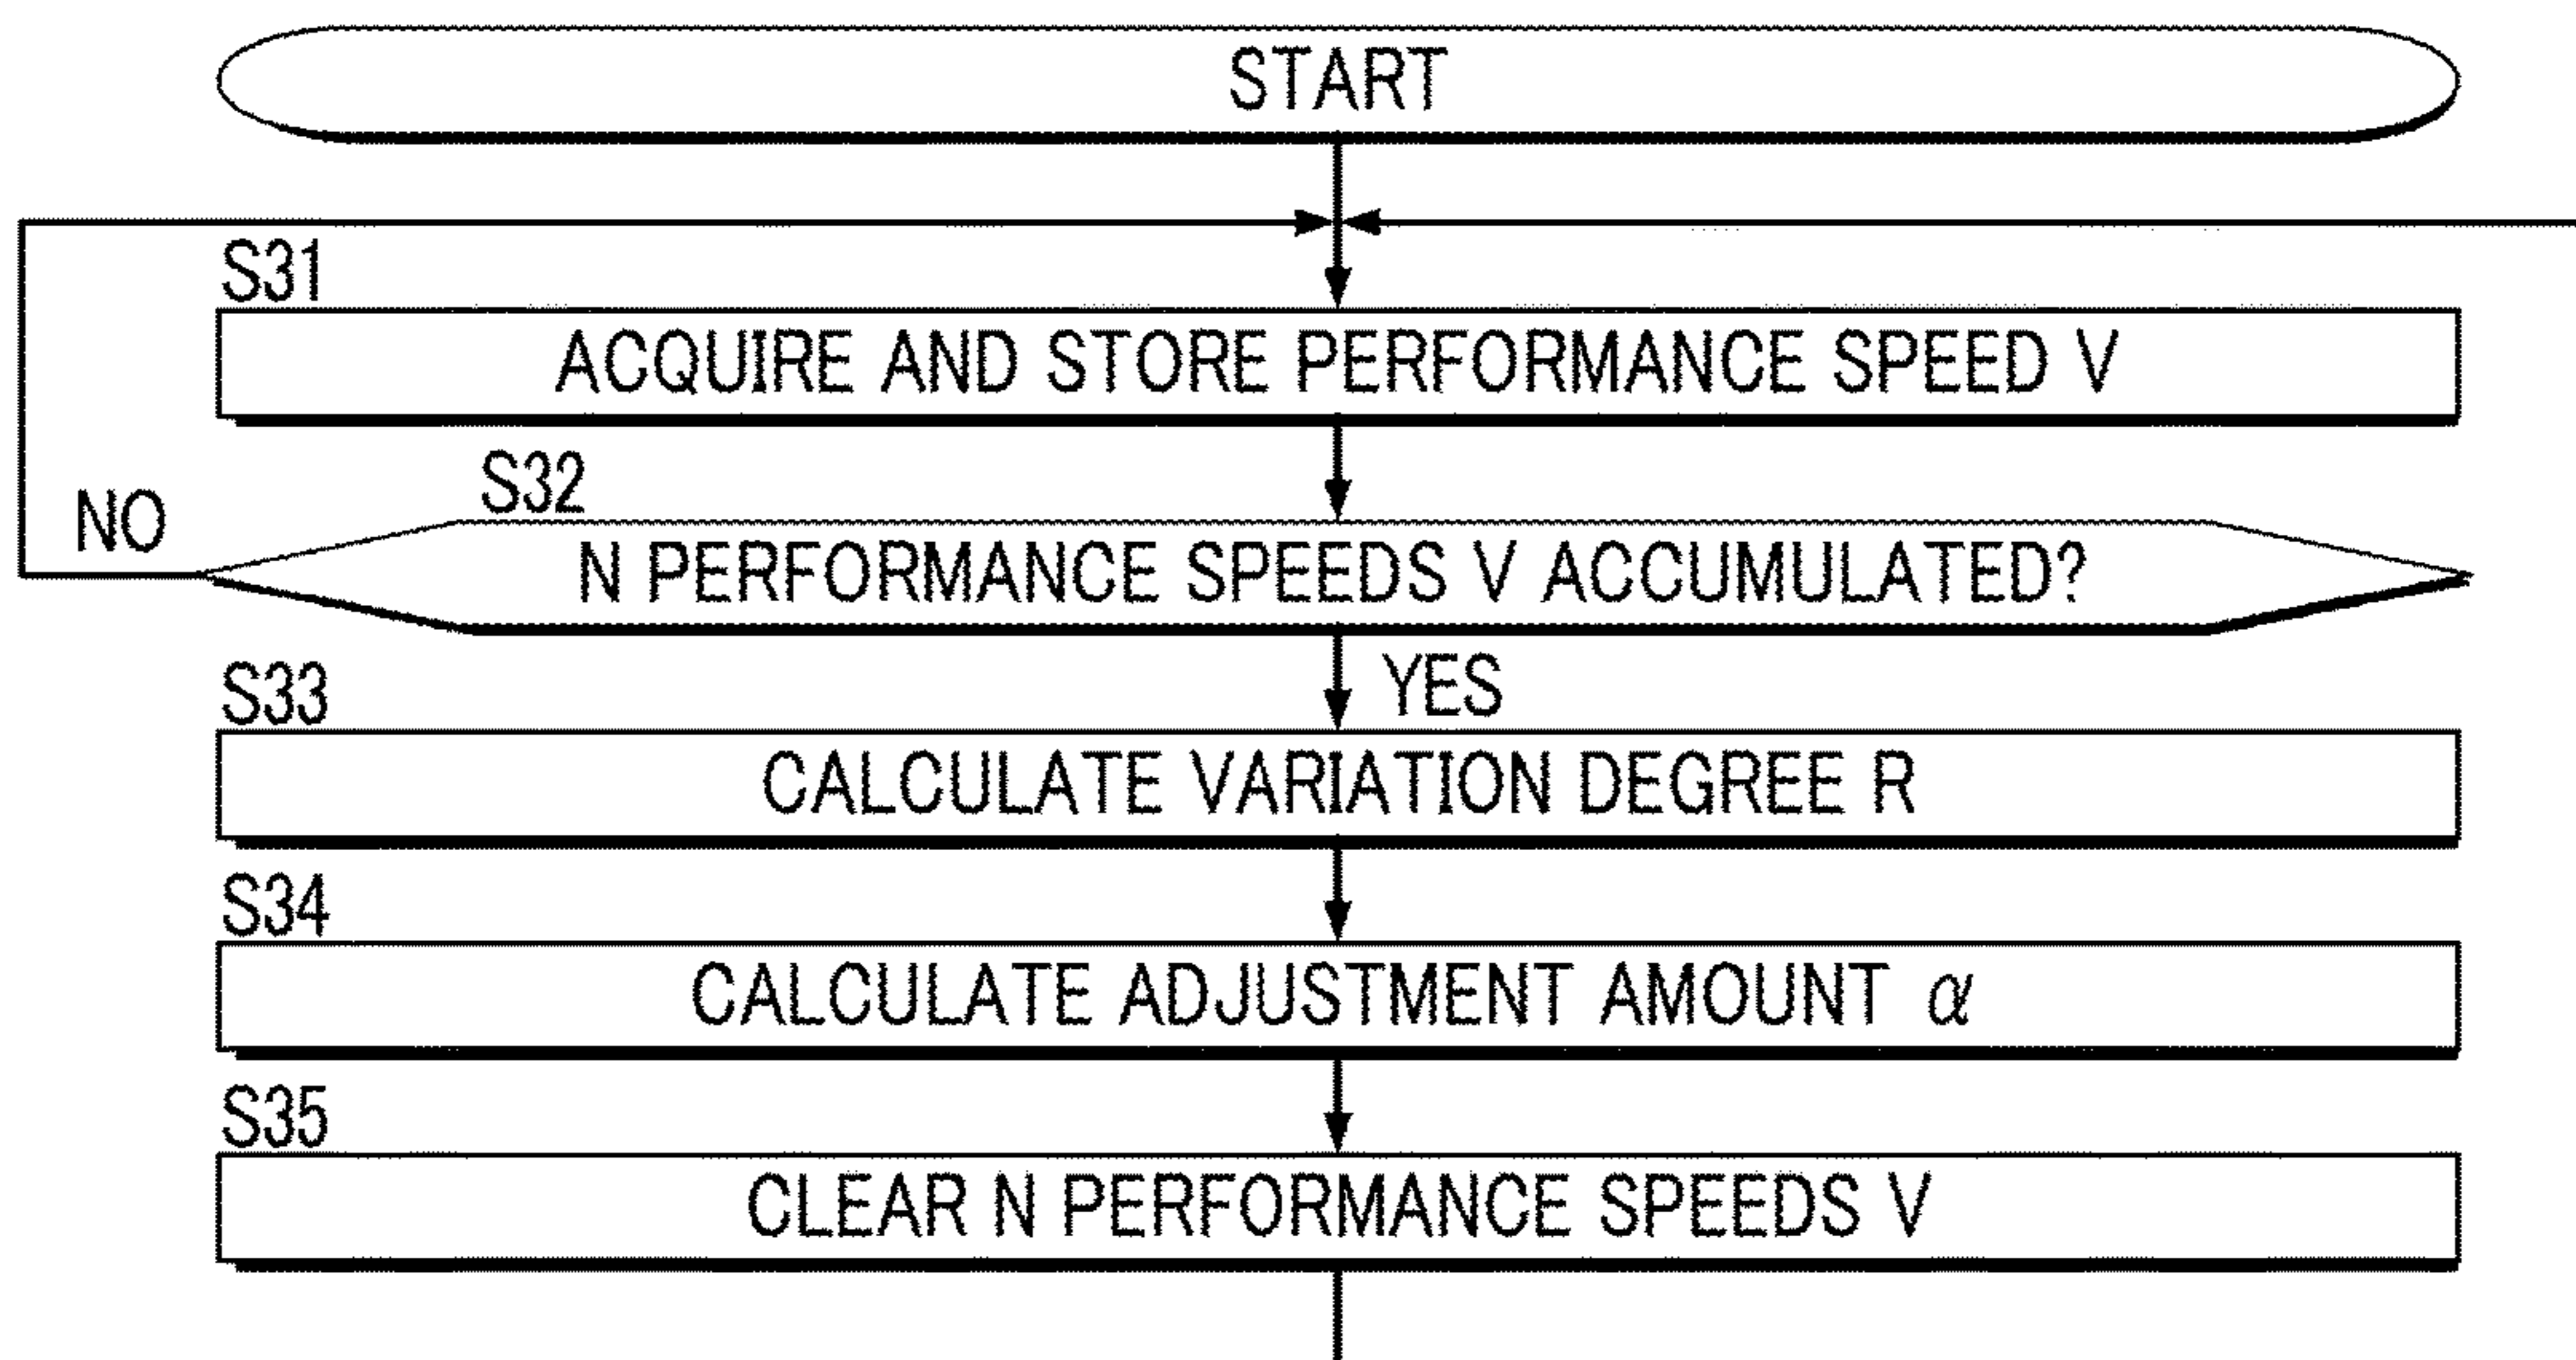 START
S31
ACQUIRE AND STORE PERFORMANCE SPEED V
S32
NO
N PERFORMANCE SPEEDS V ACCUMULATED?
YES
S33
CALCULATE VARIATION DEGREE R
S34
CALCULATE ADJUSTMENT AMOUNT α
S35
CLEAR N PERFORMANCE SPEEDS V